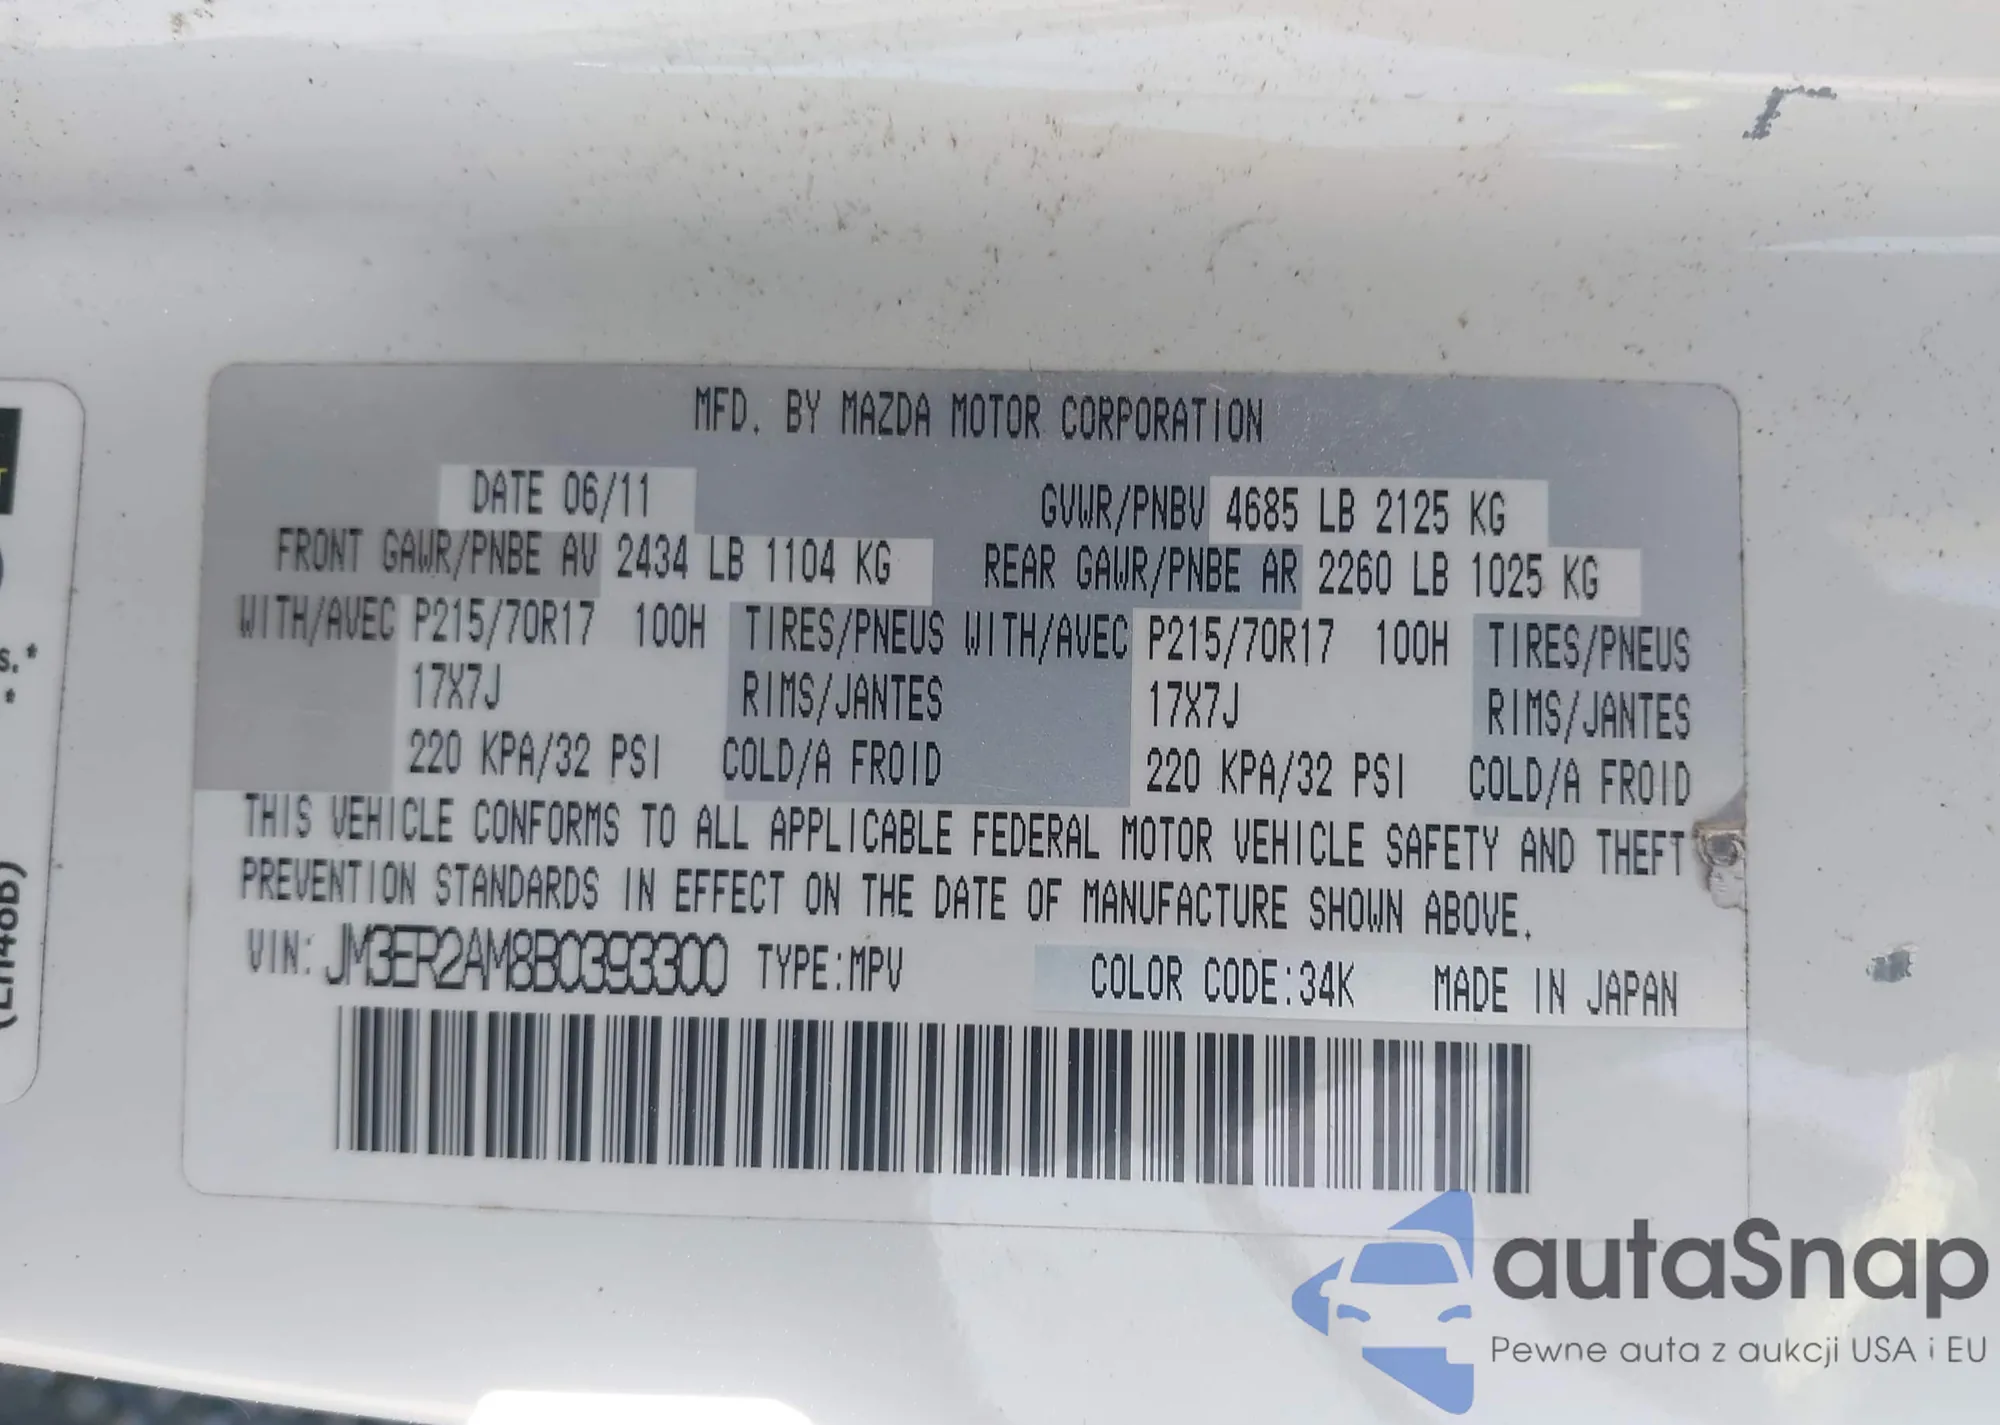 MFD. BY MAZDA MOTOR CORPORATION
DATE 06/11 GVWR/PNBV 4685 LB 2125 KG
FRONT GAWR/PNBE AV 2434 LB 1104 KG REAR GAWR/PNBE AR 2260 LB 1025 KG
WITH/AVEC P215/70R17 100H TIRES/PNEUS WITH/AVEC P215/70R17 100H TIRES/PNEUS
17X7J RIMS/JANTES 17X7J RIMS/JANTES
220 KPA/32 PSI COLD/A FROID 220 KPA/32 PSI COLD/A FROID
THIS VEHICLE CONFORMS TO ALL APPLICABLE FEDERAL MOTOR VEHICLE SAFETY AND THEFT
PREVENTION STANDARDS IN EFFECT ON THE DATE OF MANUFACTURE SHOWN ABOVE.
VIN: JM3ER2AM8B0393300 TYPE:MPV COLOR CODE:34K MADE IN JAPAN
s.*
*
autaSnap
Pewne auta z aukcji USA i EU